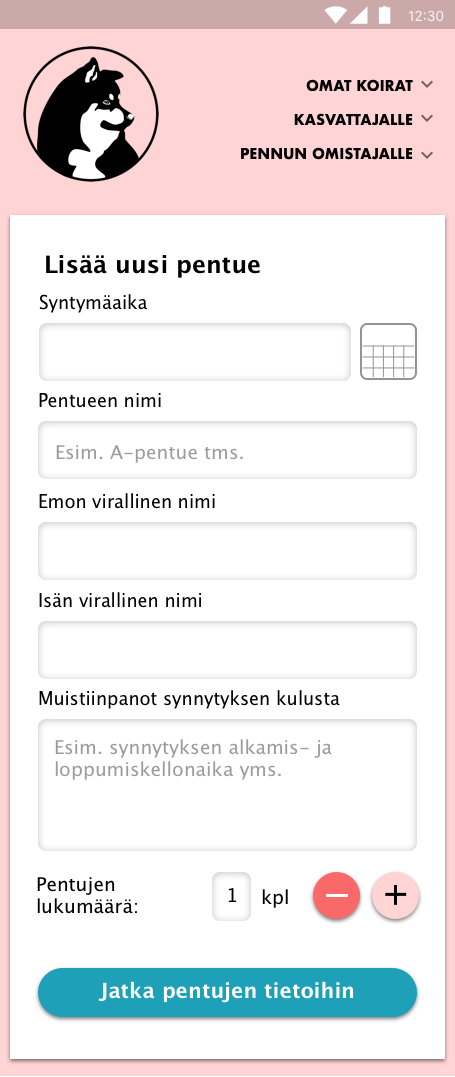 12:30
OMAT KOIRAT
KASVATTAJALLE
PENNUN OMISTAJALLE
Lisää uusi pentue
Syntymäaika
Pentueen nimi
Esim. A-pentue tms.
Emon virallinen nimi
Isän virallinen nimi
Muistiinpanot synnytyksen kulusta
Esim. synnytyksen alkamis- ja
loppumiskellonaika yms.
Pentujen
lukumäärä:
1 kpl
Jatka pentujen tietoihin